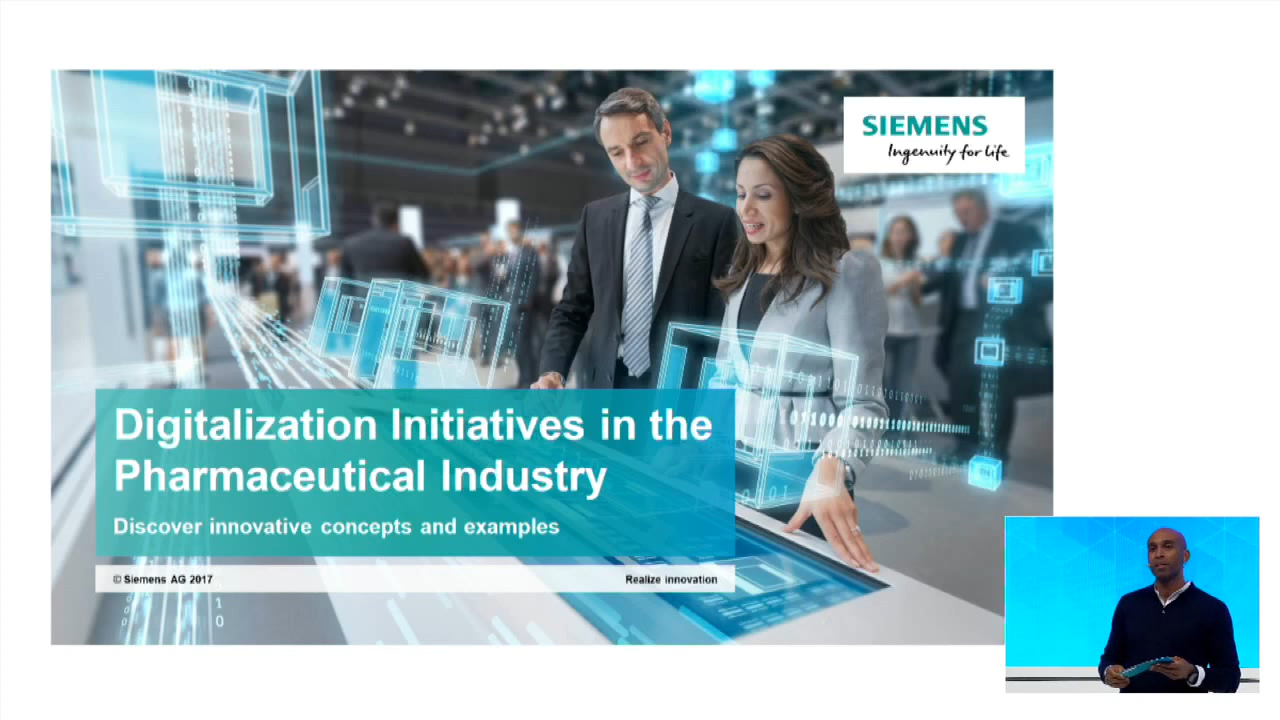 SIEMENS
Ingenuity for life
Digitalization Initiatives in the
Pharmaceutical Industry
Discover innovative concepts and examples
© Siemens AG 2017
Realize innovation